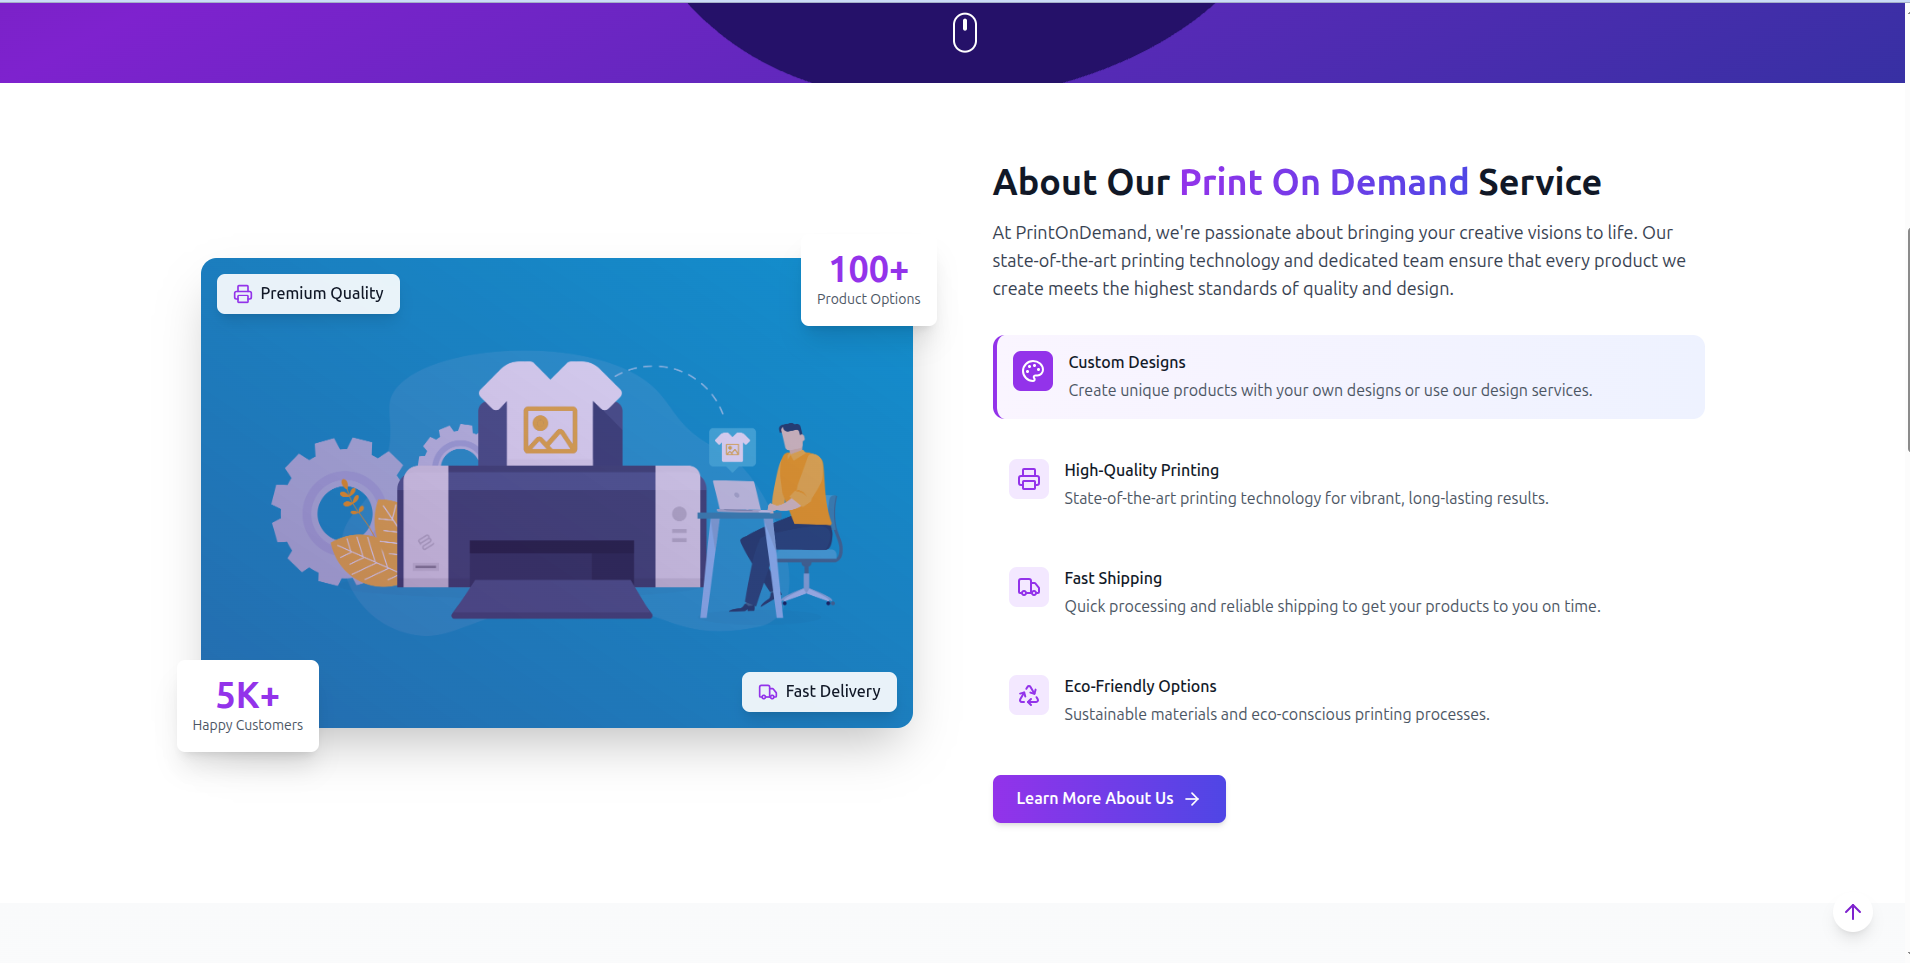 Premium Quality
100+
Product Options
5K+
Happy Customers
Fast Delivery
About Our Print On Demand Service
At PrintOnDemand, we're passionate about bringing your creative visions to life. Our
state-of-the-art printing technology and dedicated team ensure that every product we
create meets the highest standards of quality and design.
Custom Designs
Create unique products with your own designs or use our design services.
High-Quality Printing
State-of-the-art printing technology for vibrant, long-lasting results.
Fast Shipping
Quick processing and reliable shipping to get your products to you on time.
Eco-Friendly Options
Sustainable materials and eco-conscious printing processes.
Learn More About Us